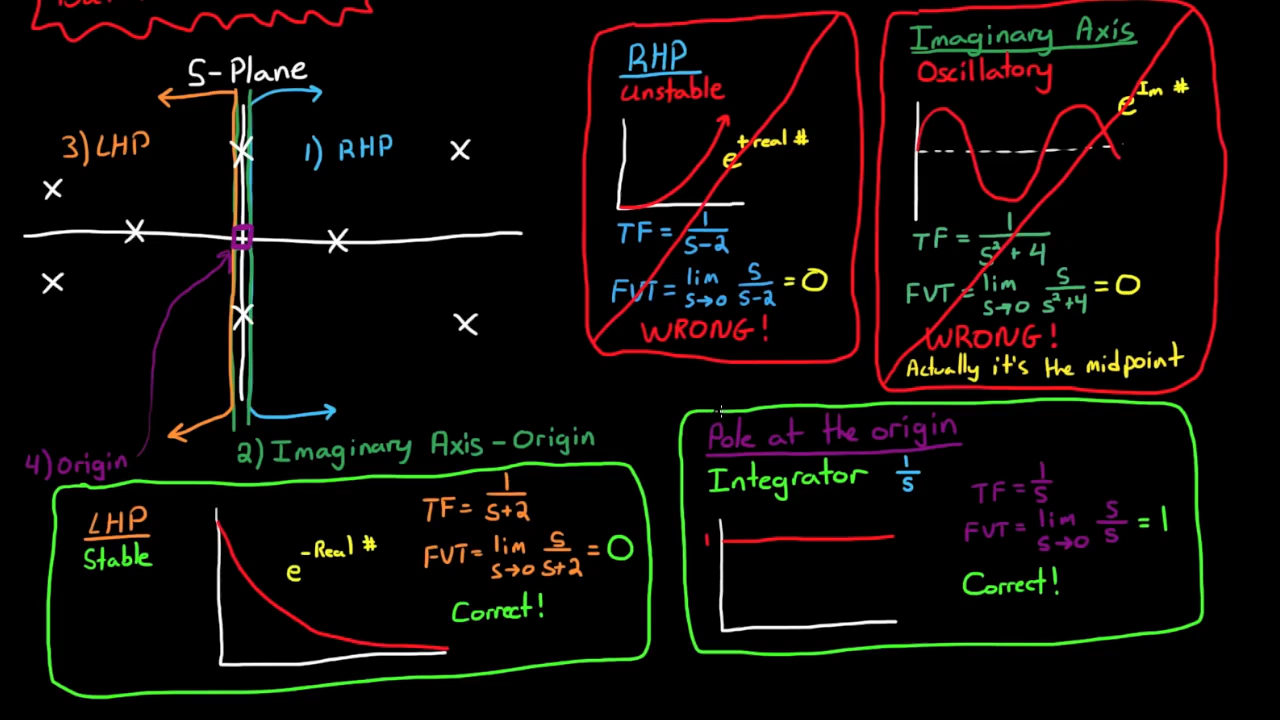 S-Plane
3) LHP
1) RHP
4) Origin
2) Imaginary Axis - Origin
RHP
Unstable
e^{+real #}
TF = 1/(S-2)
FVT = lim S→0 S/(S-2) = 0
WRONG!
Imaginary Axis
Oscillatory
e^{Im #}
TF = 1/(S²+4)
FVT = lim S→0 S/(S²+4) = 0
WRONG!
Actually it's the midpoint
LHP
Stable
e^{-Real #}
TF = 1/(S+2)
FVT = lim S→0 S/(S+2) = 0
Correct!
Pole at the origin
Integrator 1/S
1
TF = 1/S
FVT = lim S→0 S/S = 1
Correct!